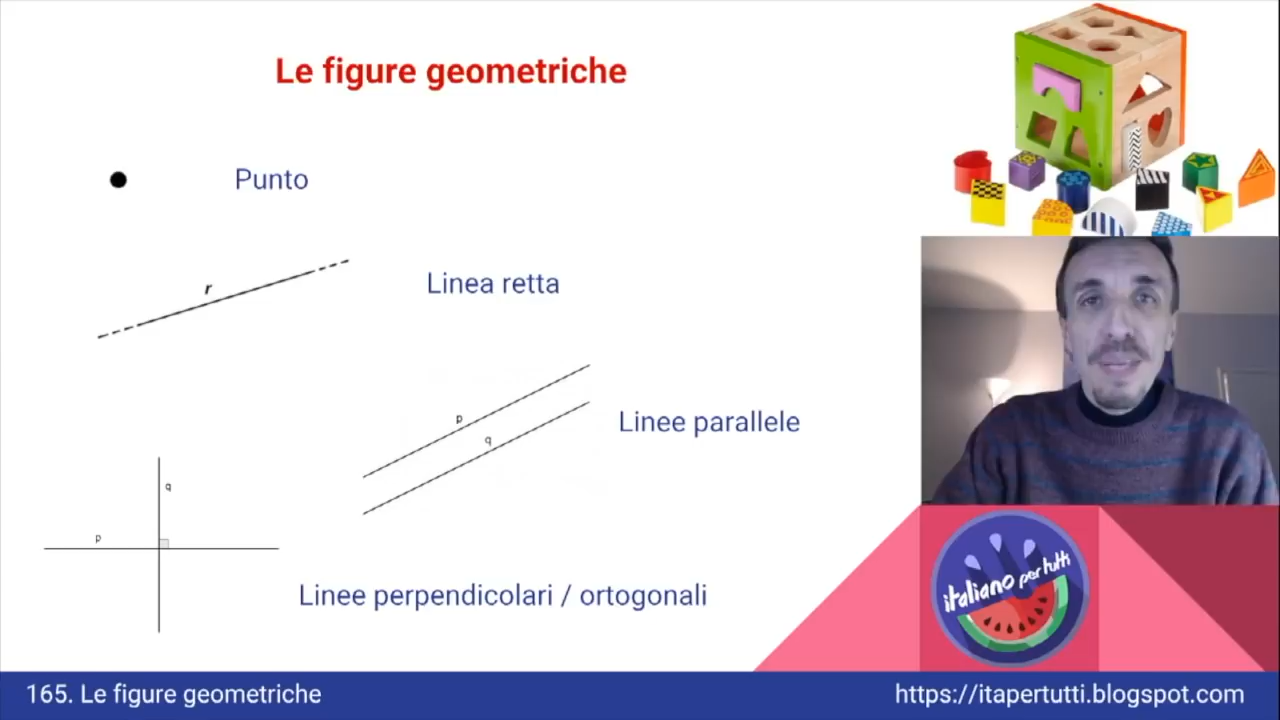 Le figure geometriche
Punto
r
Linea retta
p
q
Linee parallele
q
p
Linee perpendicolari / ortogonali
italiano per tutti
165. Le figure geometriche
https://itapertutti.blogspot.com